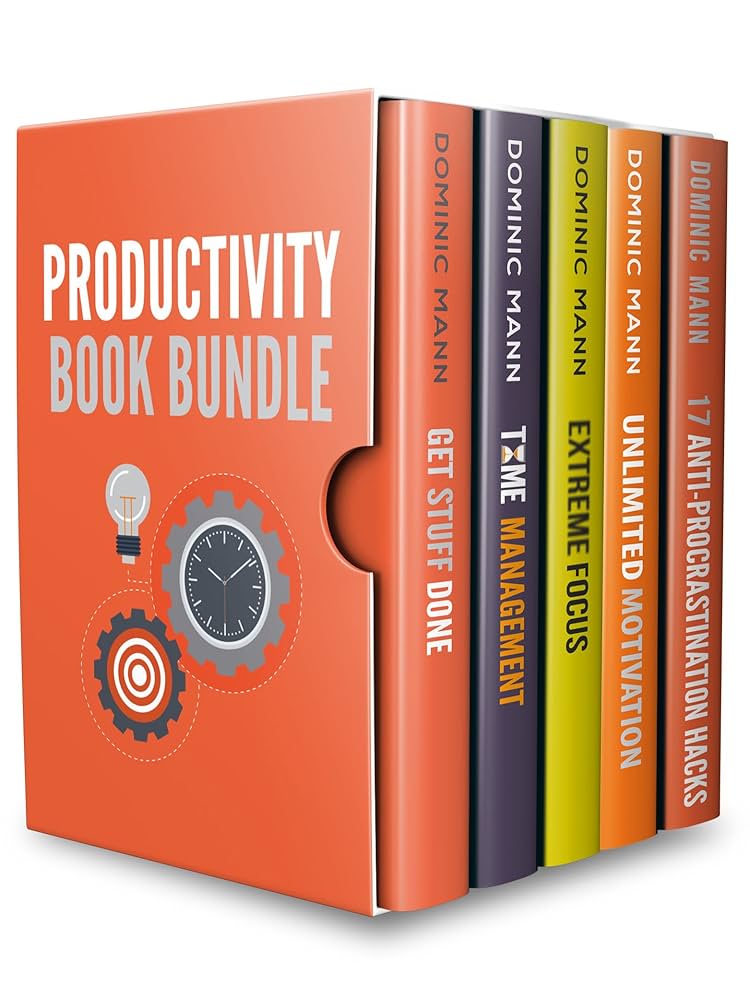 PRODUCTIVITY
BOOK BUNDLE
DOMINIC MANN GET STUFF DONE
DOMINIC MANN TIME MANAGEMENT
DOMINIC MANN EXTREME FOCUS
DOMINIC MANN UNLIMITED MOTIVATION
DOMINIC MANN 17 ANTI-PROCRASTINATION HACKS